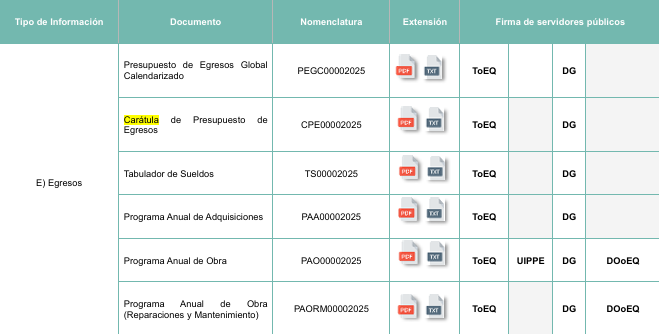 Tipo de Información Documento Nomenclatura Extensión Firma de servidores públicos
Presupuesto de Egresos Global
Calendarizado
PEGC00002025 PDF TXT ToEQ DG
Carátula de Presupuesto de
Egresos
CPE00002025 PDF TXT ToEQ DG
Tabulador de Sueldos TS00002025 PDF TXT ToEQ DG
E) Egresos
Programa Anual de Adquisiciones PAA00002025 PDF TXT ToEQ DG
Programa Anual de Obra PAO00002025 PDF TXT ToEQ UIPPE DG DOoEQ
Programa Anual de Obra
(Reparaciones y Mantenimiento)
PAORM00002025 PDF TXT ToEQ DG DOoEQ